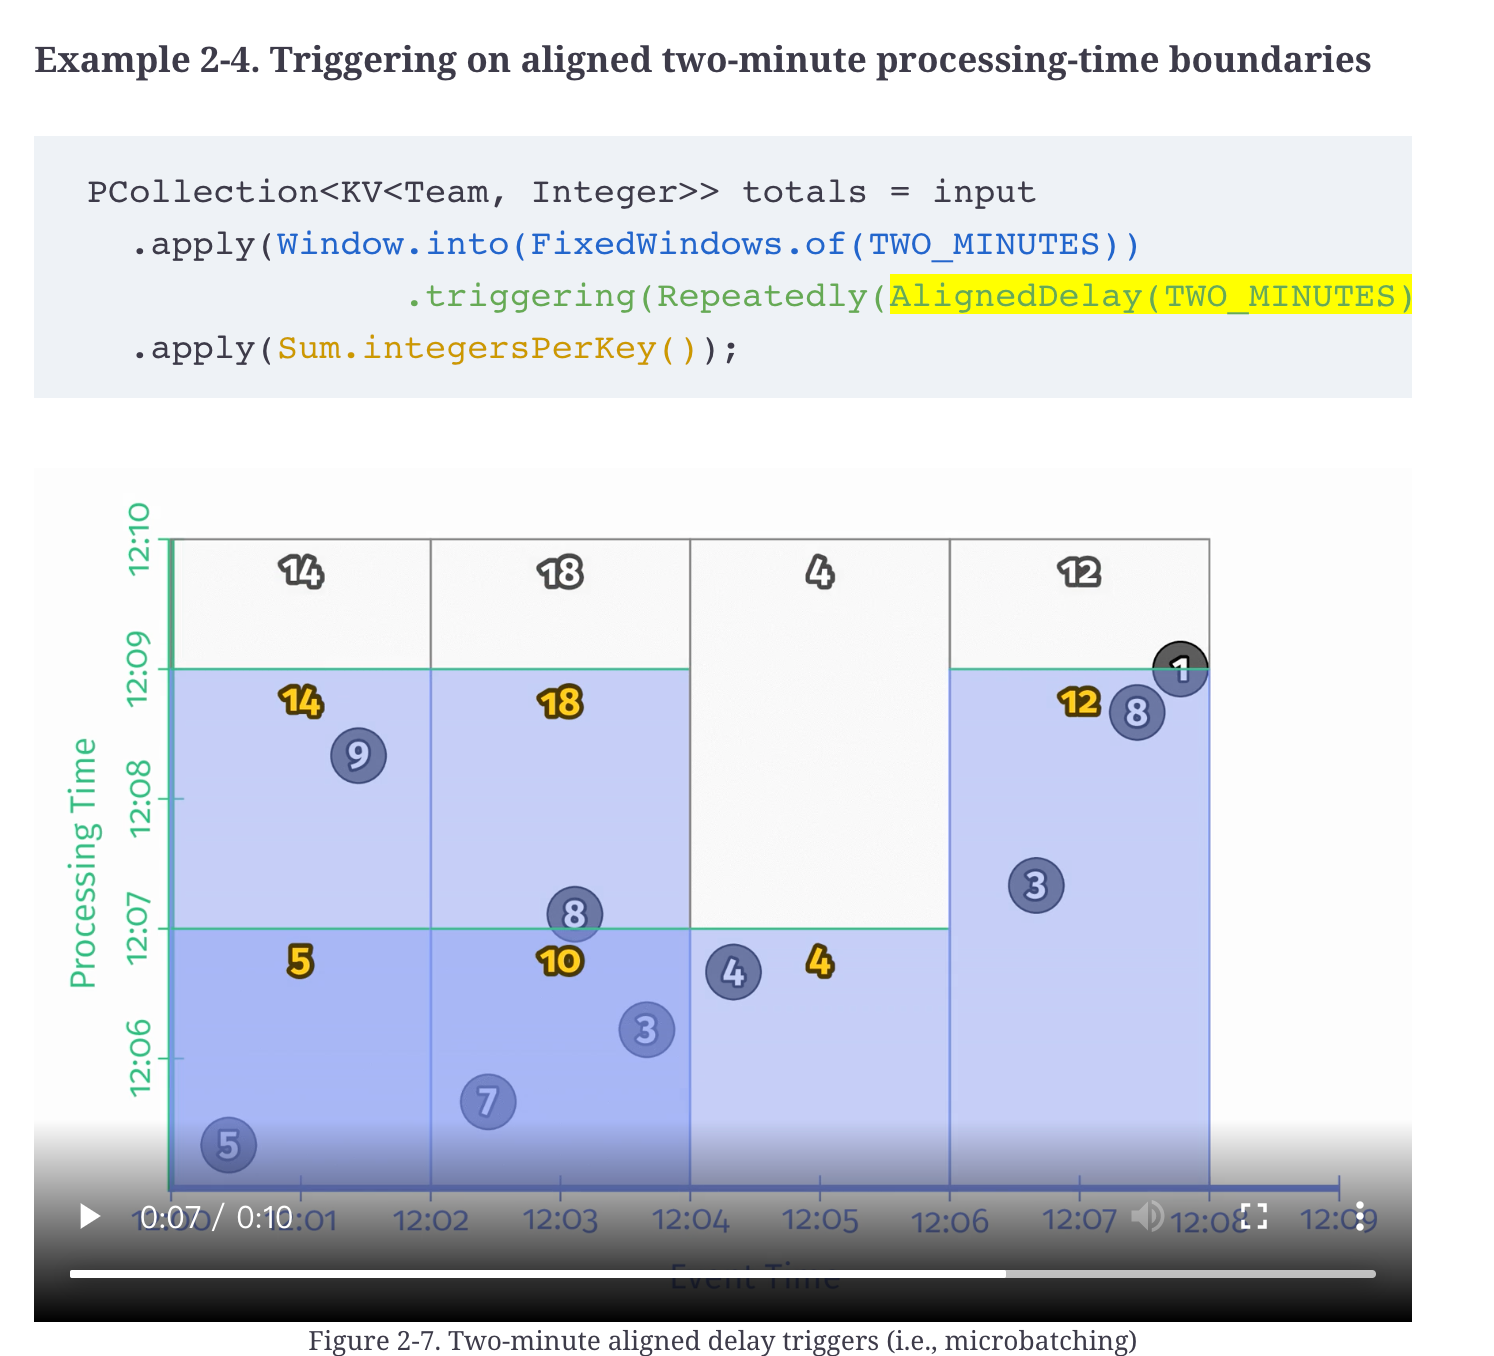 Example 2-4. Triggering on aligned two-minute processing-time boundaries
PCollection<KV<Team, Integer>> totals = input
.apply(Window.into(FixedWindows.of(TWO_MINUTES))
.triggering(Repeatedly(AlignedDelay(TWO_MINUTES)
.apply(Sum.integersPerKey());
12:10
14 18 4 12
12:09
1
14 18 12 8
9
12:08
Processing Time
3
8
12:07
5 10 4 4
3
12:06
7
5
0:07 / 0:10
12:00 12:01 12:02 12:03 12:04 12:05 12:06 12:07 12:08 12:09
Event Time
Figure 2-7. Two-minute aligned delay triggers (i.e., microbatching)